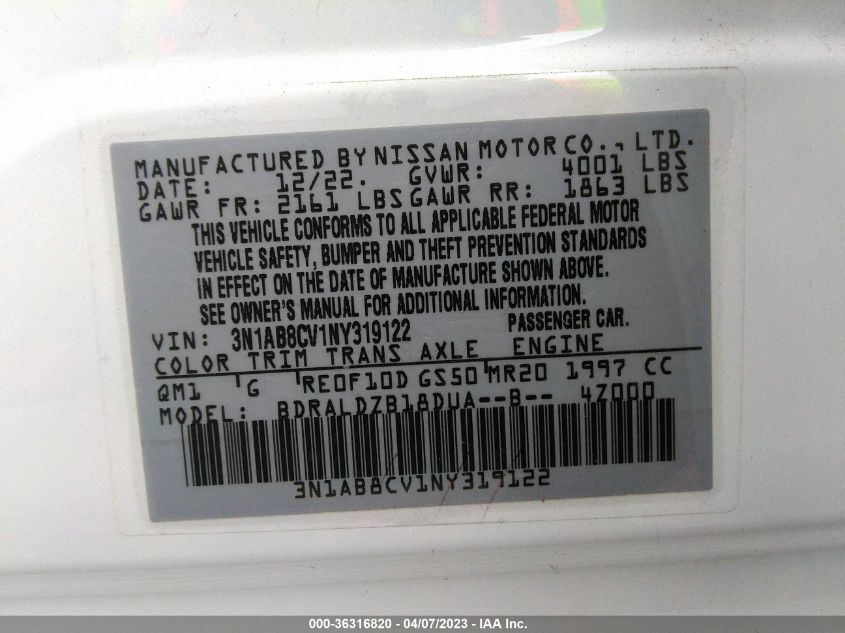 MANUFACTURED BY NISSAN MOTOR CO., LTD.
DATE: 12/22. GVWR: 4001 LBS
GAWR FR: 2161 LBS GAWR RR: 1863 LBS
THIS VEHICLE CONFORMS TO ALL APPLICABLE FEDERAL MOTOR
VEHICLE SAFETY, BUMPER AND THEFT PREVENTION STANDARDS
IN EFFECT ON THE DATE OF MANUFACTURE SHOWN ABOVE.
SEE OWNER'S MANUAL FOR ADDITIONAL INFORMATION.
VIN: 3N1AB8CV1NY319122 PASSENGER CAR.
COLOR TRIM TRANS AXLE ENGINE
QM1 G RE0F10D GS50 MR20 1997 CC
MODEL: BDRALDZB18DUA--B-- 4Z000
3N1AB8CV1NY319122
000-36316820 - 04/07/2023 - IAA Inc.